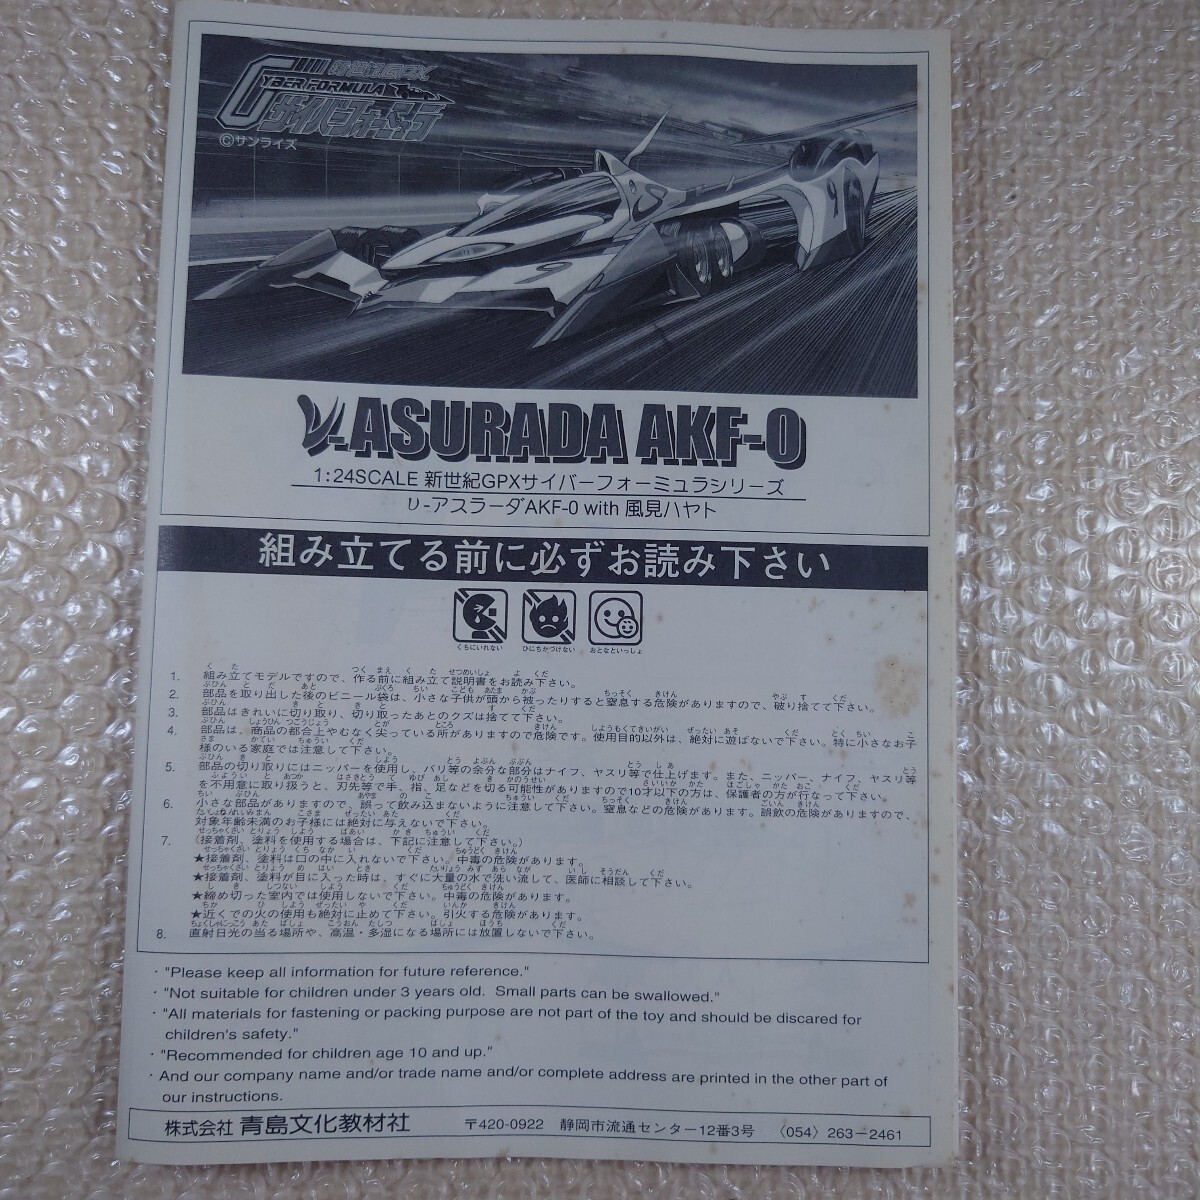 新世紀GPX
CYBER FORMULA
サイバーフォーミュラ
©サンライズ
ν-ASURADA AKF-0
1:24SCALE 新世紀GPXサイバーフォーミュラシリーズ
υ-アスラーダAKF-0 with 風見ハヤト
組み立てる前に必ずお読み下さい
くちにいれない ひにちかづけない おとなといっしょ
1. 組み立てモデルですので、作る前に組み立て説明書をお読み下さい。
2. 部品を取り出した後のビニール袋は、小さな子供が頭から被ったりすると窒息する危険がありますので、破り捨てて下さい。
3. 部品はきれいに切り取り、切り取ったあとのクズは捨てて下さい。
4. 部品は、商品の都合上やむなく尖っている所がありますので危険です。使用目的以外は、絶対に遊ばないで下さい。特に小さなお子
様のいる家庭では注意して下さい。
5. 部品の切り取りにはニッパーを使用し、バリ等の余分な部分はナイフ、ヤスリ等で仕上げます。また、ニッパー、ナイフ、ヤスリ等
を不用意に取り扱うと、刃先等で手、指、足などを切る可能性がありますので10才以下の方は、保護者の方が行なって下さい。
6. 小さな部品がありますので、誤って飲み込まないように注意して下さい。窒息などの危険があります。誤飲の危険がありますので、
対象年齢未満のお子様には絶対に与えないで下さい。
7. (接着剤、塗料を使用する場合は、下記に注意して下さい。)
★接着剤、塗料は口の中に入れないで下さい。中毒の危険があります。
★接着剤、塗料が目に入った時は、すぐに大量の水で洗い流して、医師に相談して下さい。
★締め切った室内では使用しないで下さい。中毒の危険があります。
★近くでの火の使用も絶対に止めて下さい。引火する危険があります。
8. 直射日光の当る場所や、高温・多湿になる場所には放置しないで下さい。
・"Please keep all information for future reference."
・"Not suitable for children under 3 years old. Small parts can be swallowed."
・"All materials for fastening or packing purpose are not part of the toy and should be discared for
children's safety."
・"Recommended for children age 10 and up."
・And our company name and/or trade name and/or complete address are printed in the other part of
our instructions.
株式会社 青島文化教材社 〒420-0922 静岡市流通センター12番3号 〈054〉263-2461